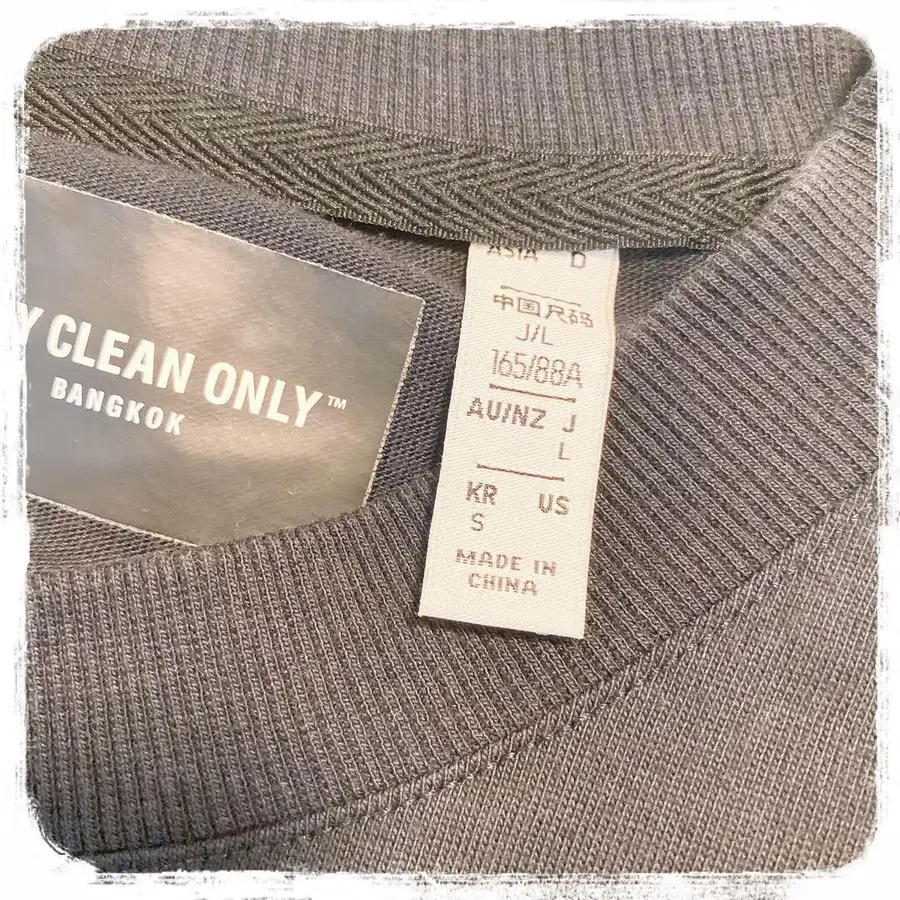 Y CLEAN ONLY™
BANGKOK
ASIA D
中国尺码
J/L
165/88A
AU/NZ J
L
KR US
S
MADE IN
CHINA